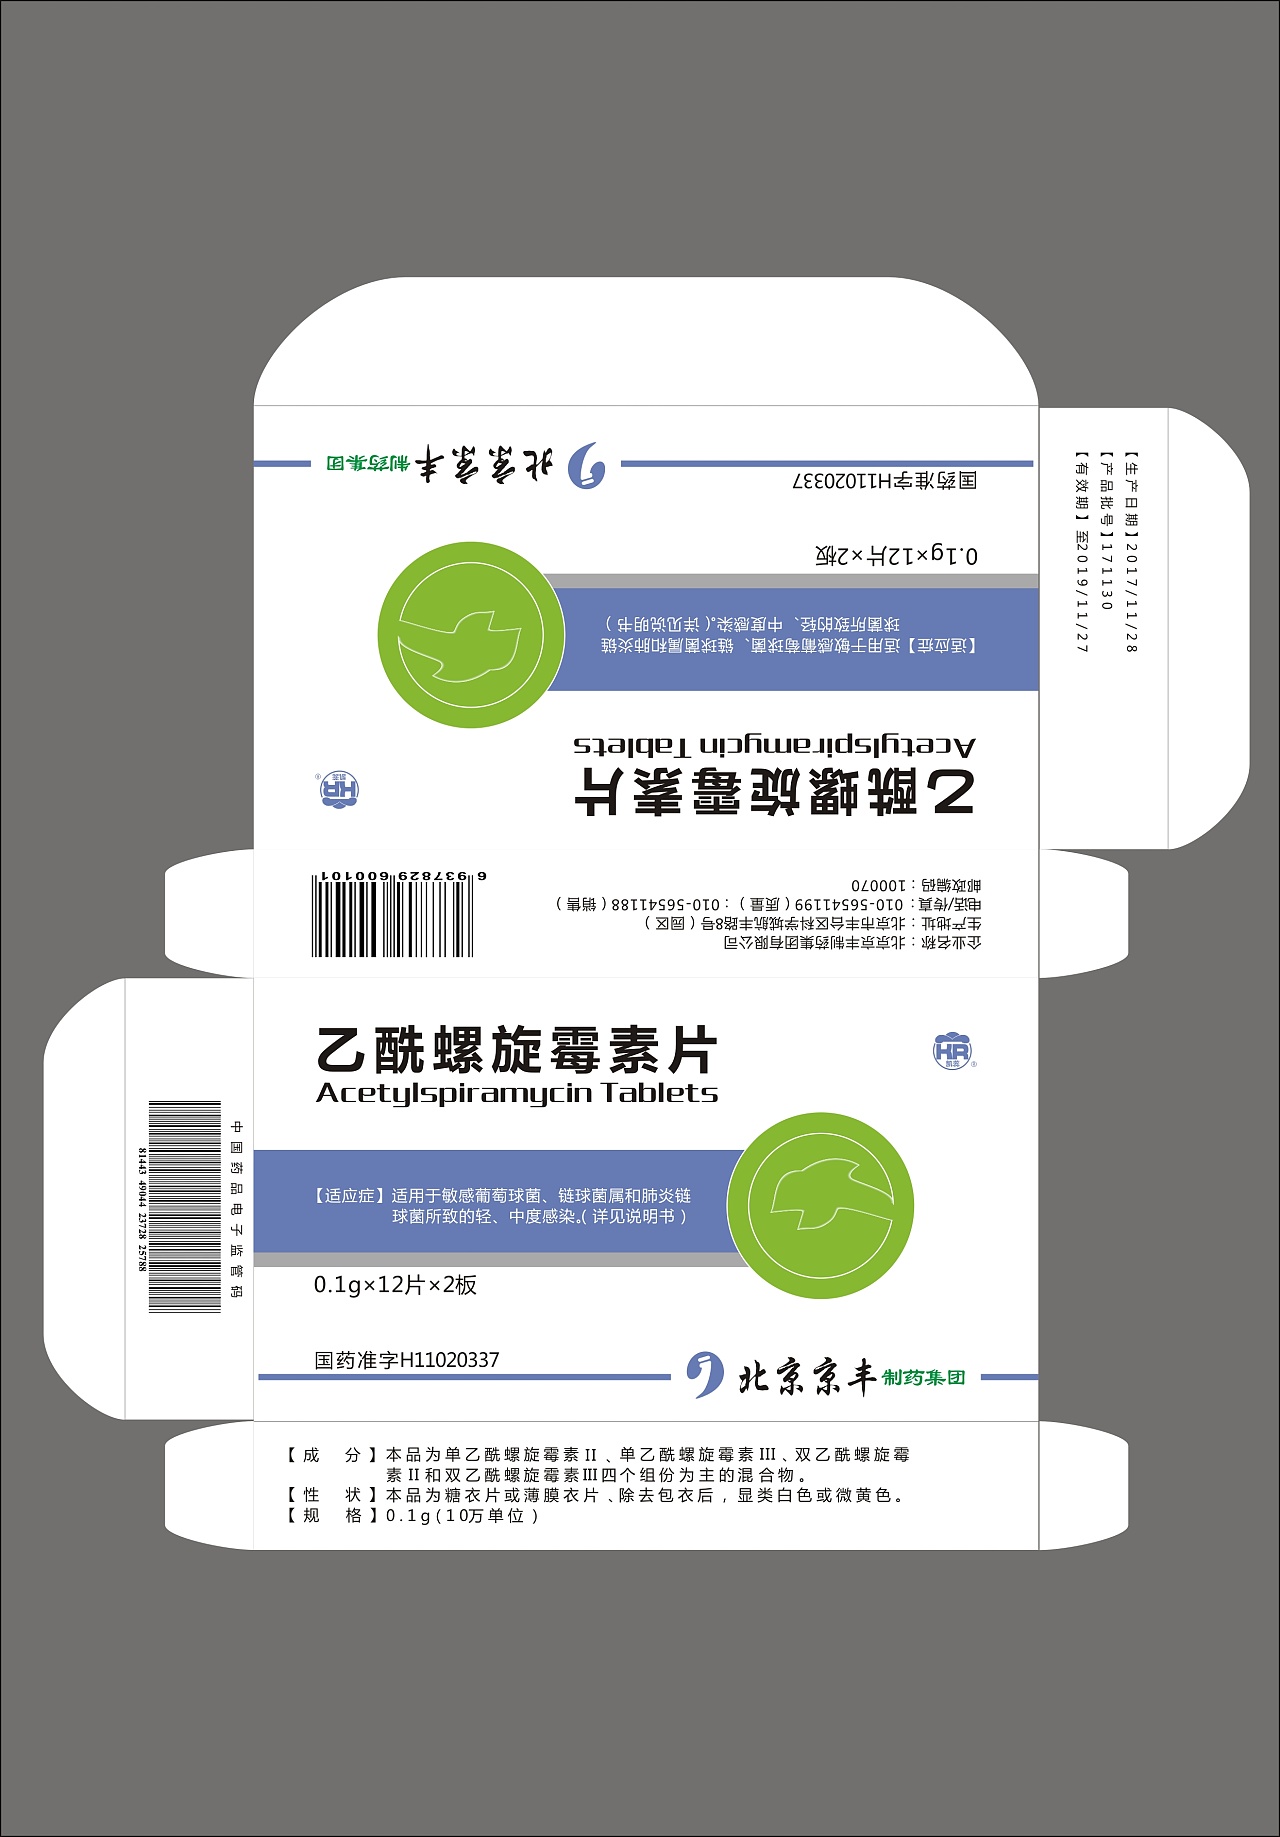 北京京丰制药集团
国药准字H11020337
0.1g×12片×2板
【适应症】适用于敏感葡萄球菌、链球菌属和肺炎链
球菌所致的轻、中度感染。(详见说明书)
Acetylspiramycin Tablets
乙酰螺旋霉素片
HR
凯蕊
®
【生产日期】2017/11/28
【产品批号】171130
【有效期】至2019/11/27
6 937829 600101
企业名称：北京京丰制药集团有限公司
生产地址：北京市丰台区科学城航丰路8号(园区)
电话/传真：010-56541199(质量)：010-56541188(销售)
邮政编码：100070
乙酰螺旋霉素片
Acetylspiramycin Tablets
HR
凯蕊
®
【适应症】适用于敏感葡萄球菌、链球菌属和肺炎链
球菌所致的轻、中度感染。(详见说明书)
0.1g×12片×2板
国药准字H11020337
北京京丰制药集团
中国药品电子监管码
81443 49044 23728 25788
【成 分】本品为单乙酰螺旋霉素II、单乙酰螺旋霉素III、双乙酰螺旋霉
素II和双乙酰螺旋霉素III四个组份为主的混合物。
【性 状】本品为糖衣片或薄膜衣片、除去包衣后，显类白色或微黄色。
【规 格】0.1g(10万单位)